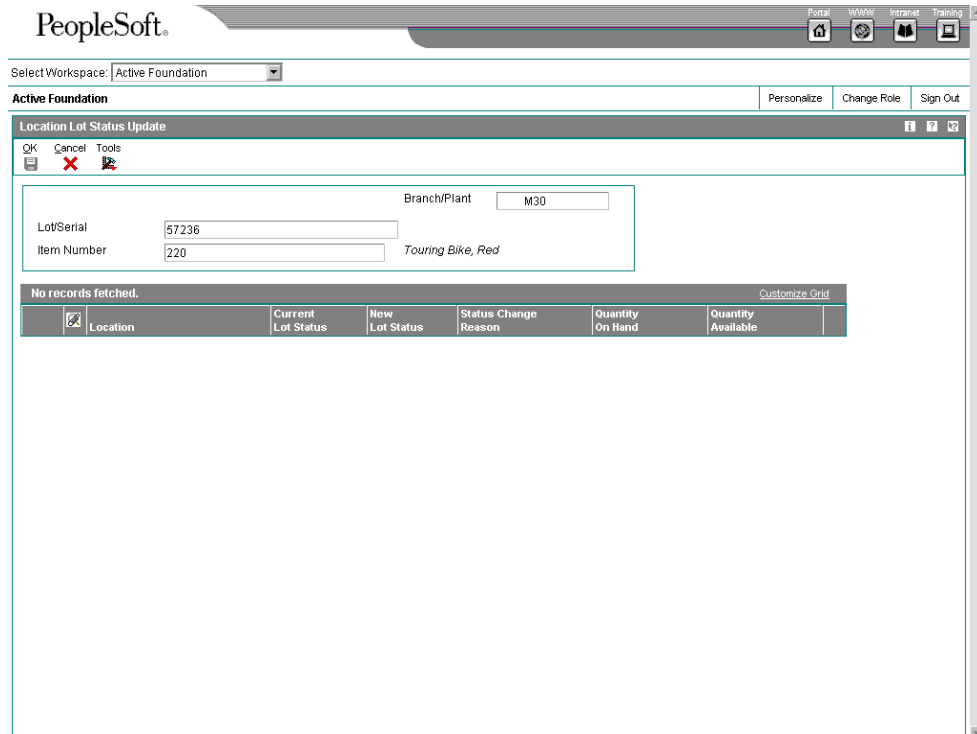 Portal WWW Intranet Training
PeopleSoft®
Select Workspace: Active Foundation
Active Foundation Personalize Change Role Sign Out
Location Lot Status Update
OK Cancel Tools
Branch/Plant M30
Lot/Serial 57236
Item Number 220 Touring Bike, Red
No records fetched. Customize Grid
Location Current Lot Status New Lot Status Status Change Reason Quantity On Hand Quantity Available